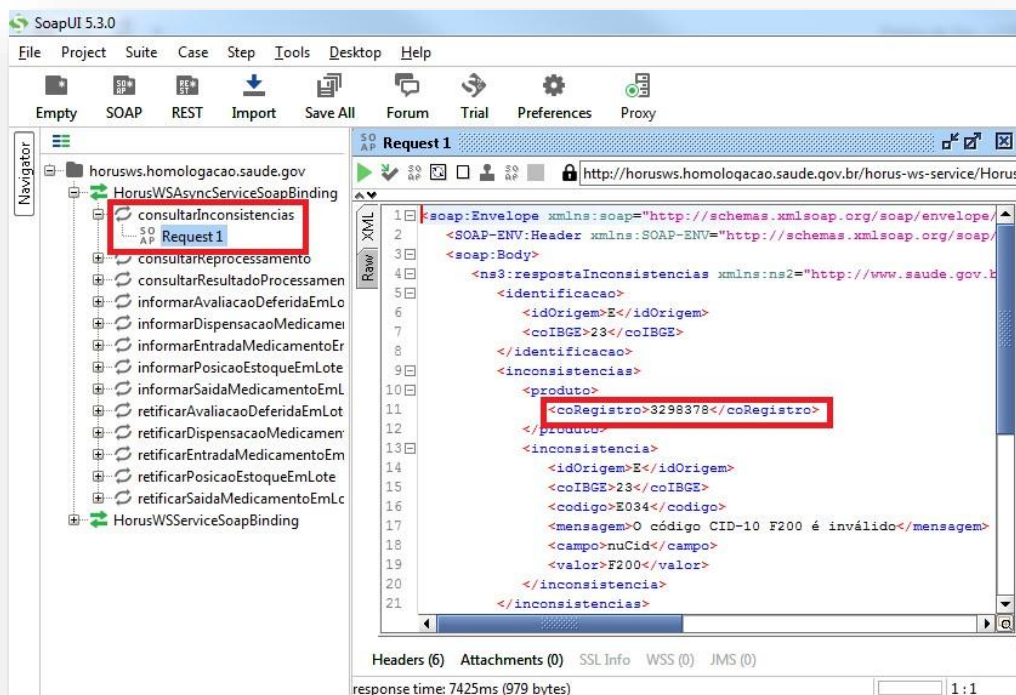 SoapUI 5.3.0
File Project Suite Case Step Tools Desktop Help
Empty SOAP REST Import Save All Forum Trial Preferences Proxy
Navigator
horusws.homologacao.saude.gov
HorusWSAsyncServiceSoapBinding
consultarInconsistencias
SOAP Request 1
consultarReprocessamento
consultarResultadoProcessamen
informarAvaliacaoDeferidaEmLo
informarDispensacaoMedicamei
informarEntradaMedicamentoEr
informarPosicaoEstoqueEmLote
informarSaidaMedicamentoEmL
retificarAvaliacaoDeferidaEmLot
retificarDispensacaoMedicamen
retificarEntradaMedicamentoEm
retificarPosicaoEstoqueEmLote
retificarSaidaMedicamentoEmLc
HorusWSServiceSoapBinding
SOAP Request 1
http://horusws.homologacao.saude.gov.br/horus-ws-service/Horus
XML
Raw
1 <soap:Envelope xmlns:soap="http://schemas.xmlsoap.org/soap/envelope/
2 <SOAP-ENV:Header xmlns:SOAP-ENV="http://schemas.xmlsoap.org/soap/
3 <soap:Body>
4 <ns3:respostaInconsistencias xmlns:ns2="http://www.saude.gov.b
5 <identificacao>
6 <idOrigem>E</idOrigem>
7 <coIBGE>23</coIBGE>
8 </identificacao>
9 <inconsistencias>
10 <produto>
11 <coRegistro>3298378</coRegistro>
12 </produto>
13 <inconsistencia>
14 <idOrigem>E</idOrigem>
15 <coIBGE>23</coIBGE>
16 <codigo>E034</codigo>
17 <mensagem>O código CID-10 F200 é inválido</mensagem>
18 <campo>nuCid</campo>
19 <valor>F200</valor>
20 </inconsistencia>
21 </inconsistencias>
Headers (6) Attachments (0) SSL Info WSS (0) JMS (0)
response time: 7425ms (979 bytes) 1 : 1